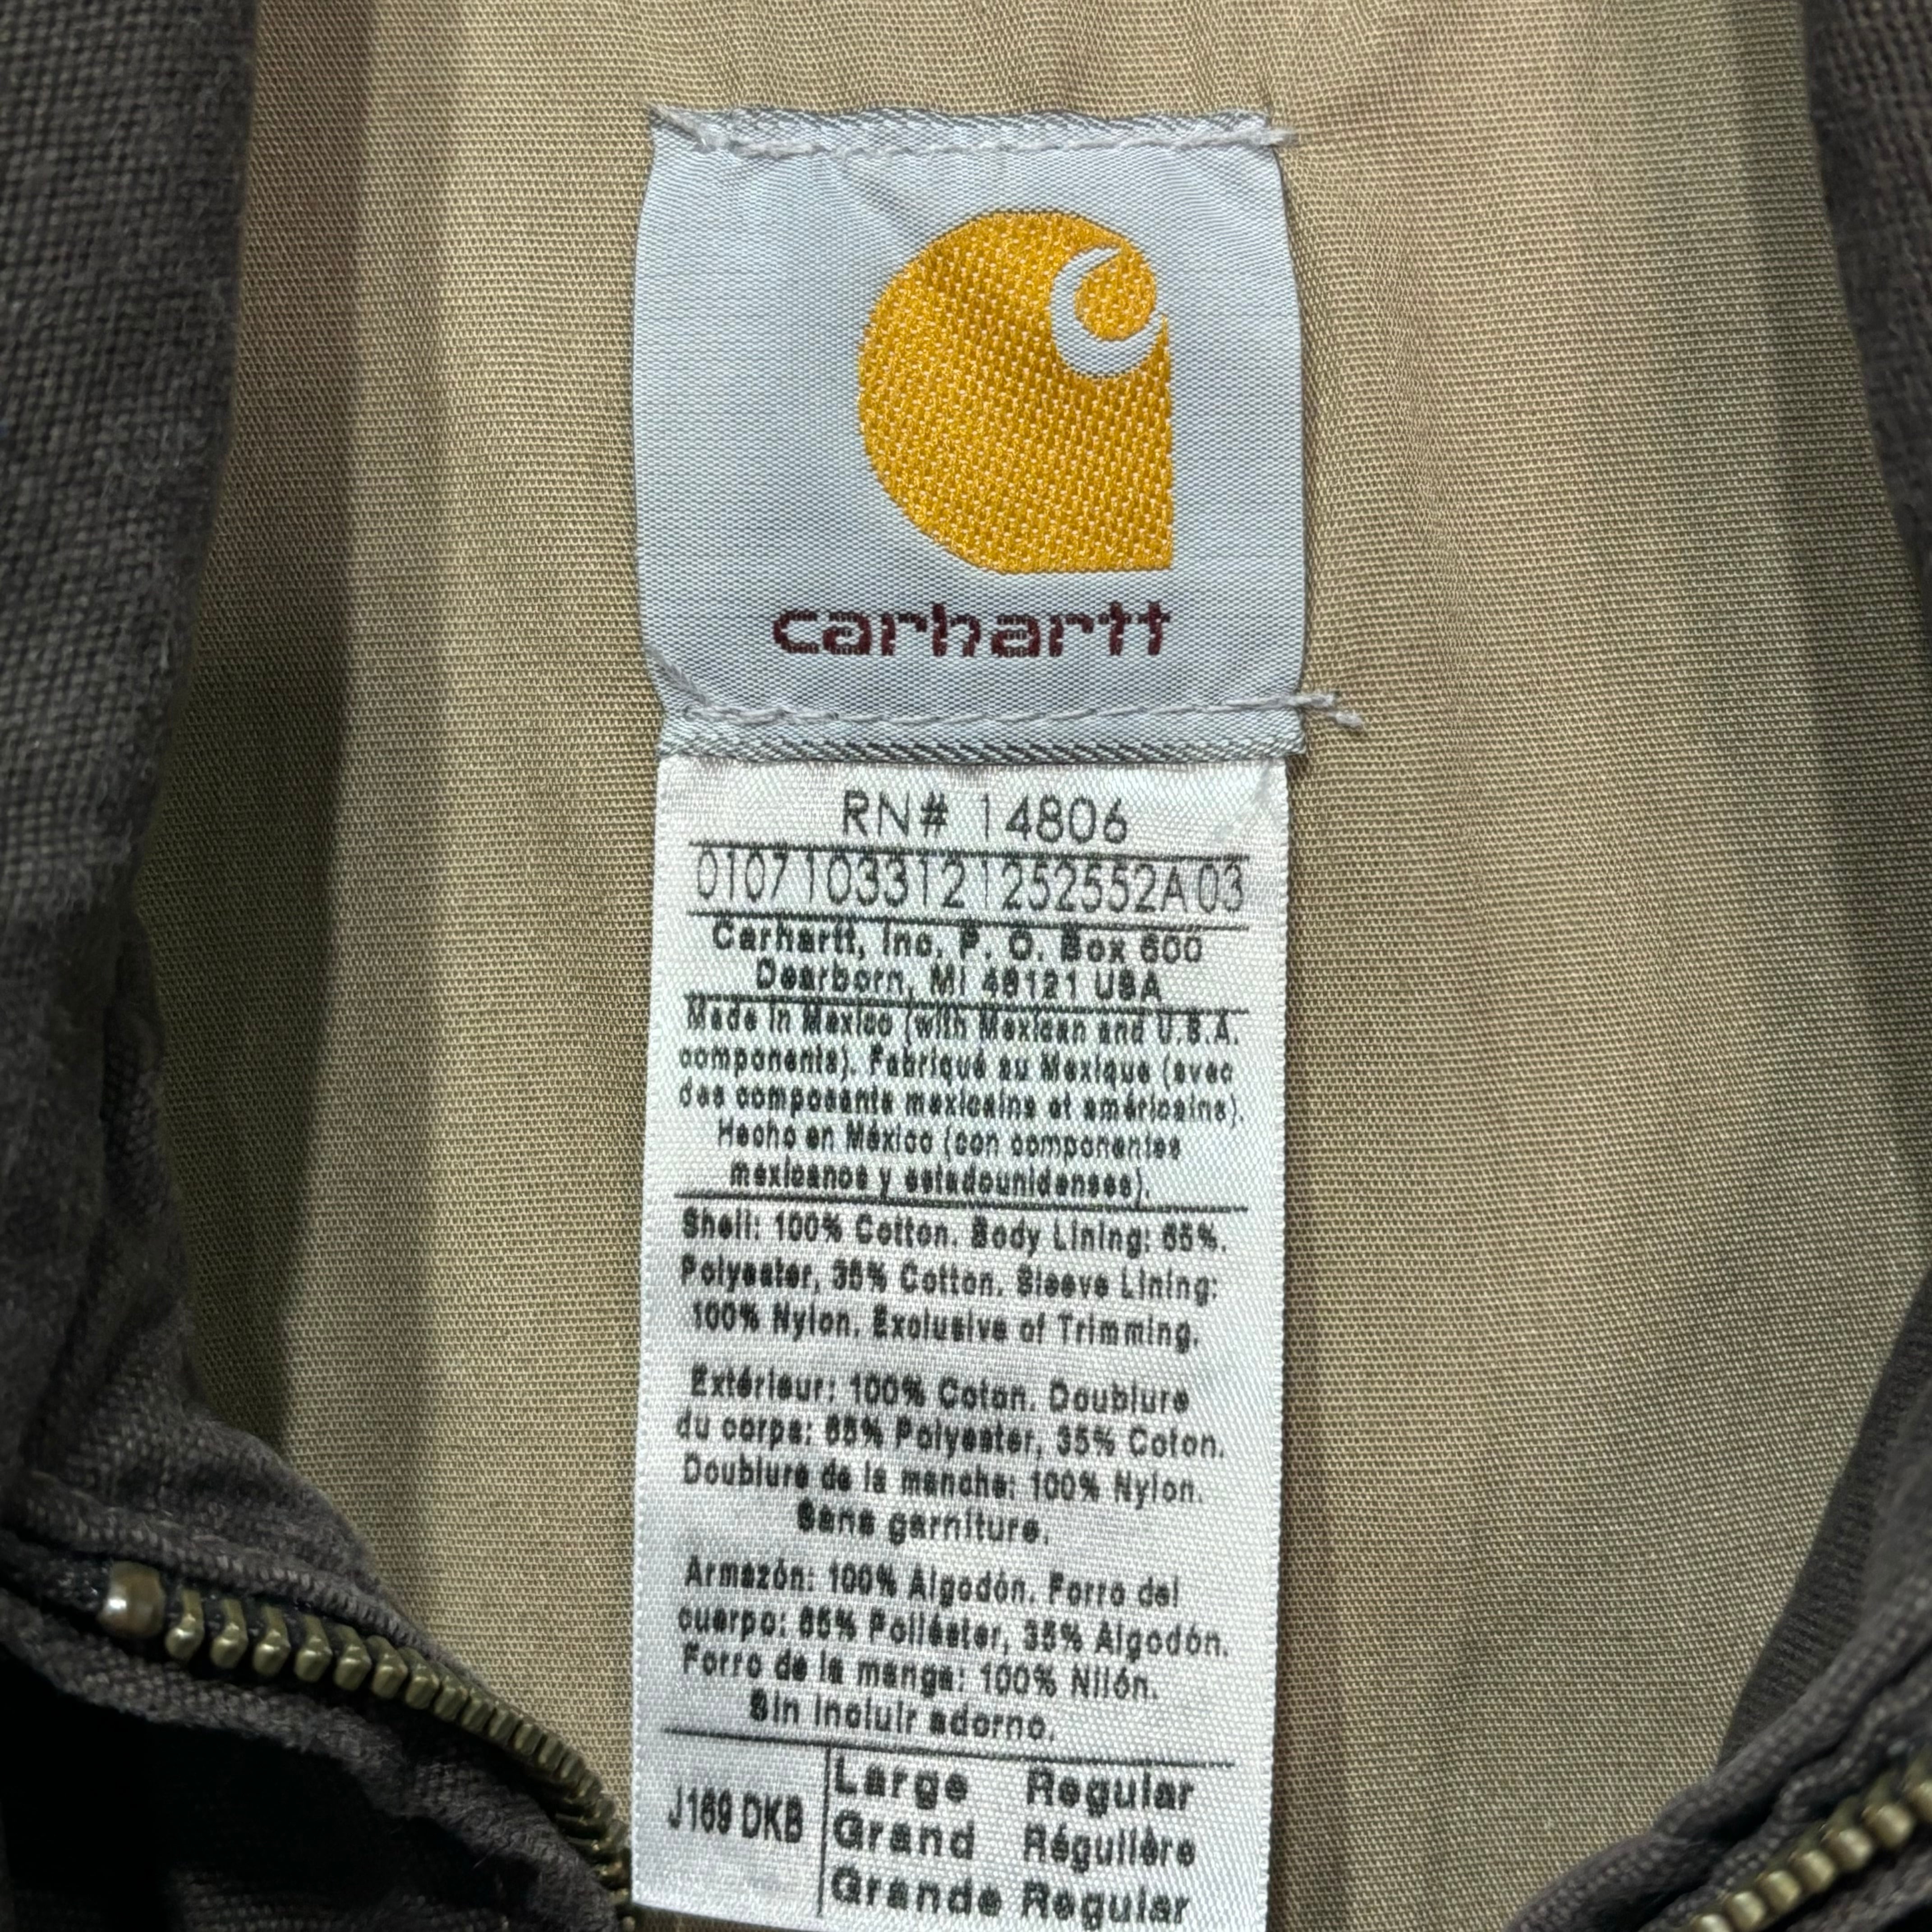 carhartt
RN# 14806
01071033121252552A 03
Carhartt, Inc. P. O. Box 600
Dearborn, MI 48121 USA
Made in Mexico (with Mexican and U.S.A.
components). Fabriqué au Mexique (avec
des composants mexicains et américains).
Hecho en México (con componentes
mexicanos y estadounidenses).
Shell: 100% Cotton. Body Lining: 65%.
Polyester, 35% Cotton. Sleeve Lining:
100% Nylon. Exclusive of Trimming.
Extérieur: 100% Coton. Doublure
du corps: 65% Polyester, 35% Coton.
Doublure de la manche: 100% Nylon.
Sans garniture.
Armazón: 100% Algodón. Forro del
cuerpo: 65% Poliéster, 35% Algodón.
Forro de la manga: 100% Nilón.
Sin incluir adorno.
J169 DKB
Large Regular
Grand Régulière
Grande Regular